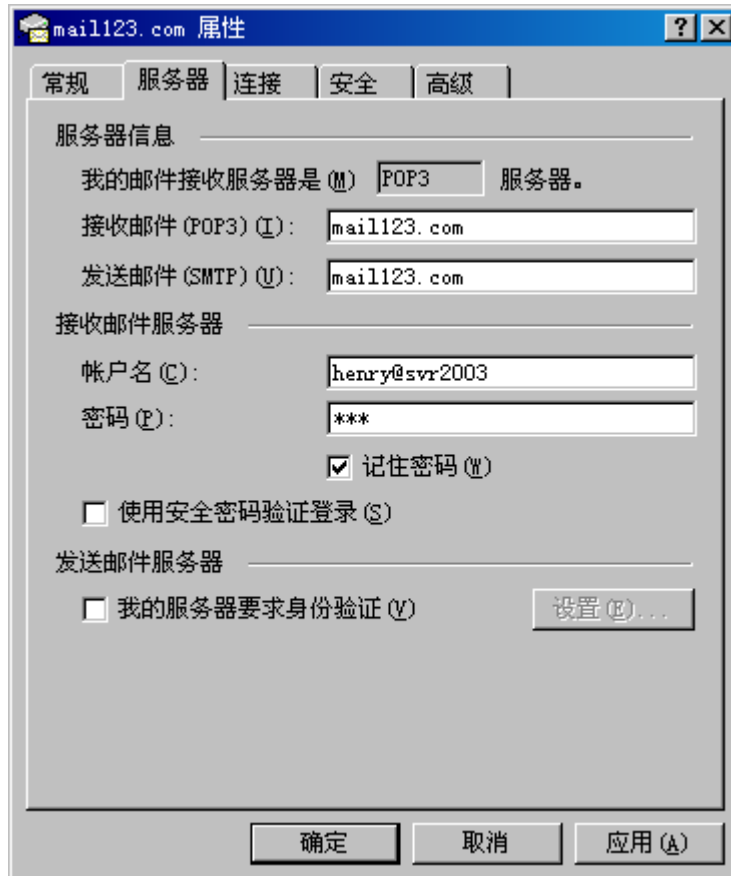 mail123.com 属性
常规 服务器 连接 安全 高级
服务器信息
我的邮件接收服务器是(M) POP3 服务器。
接收邮件(POP3)(I): mail123.com
发送邮件(SMTP)(U): mail123.com
接收邮件服务器
帐户名(C): henry@svr2003
密码(P): ***
记住密码(W)
使用安全密码验证登录(S)
发送邮件服务器
我的服务器要求身份验证(V) 设置(E)...
确定 取消 应用(A)